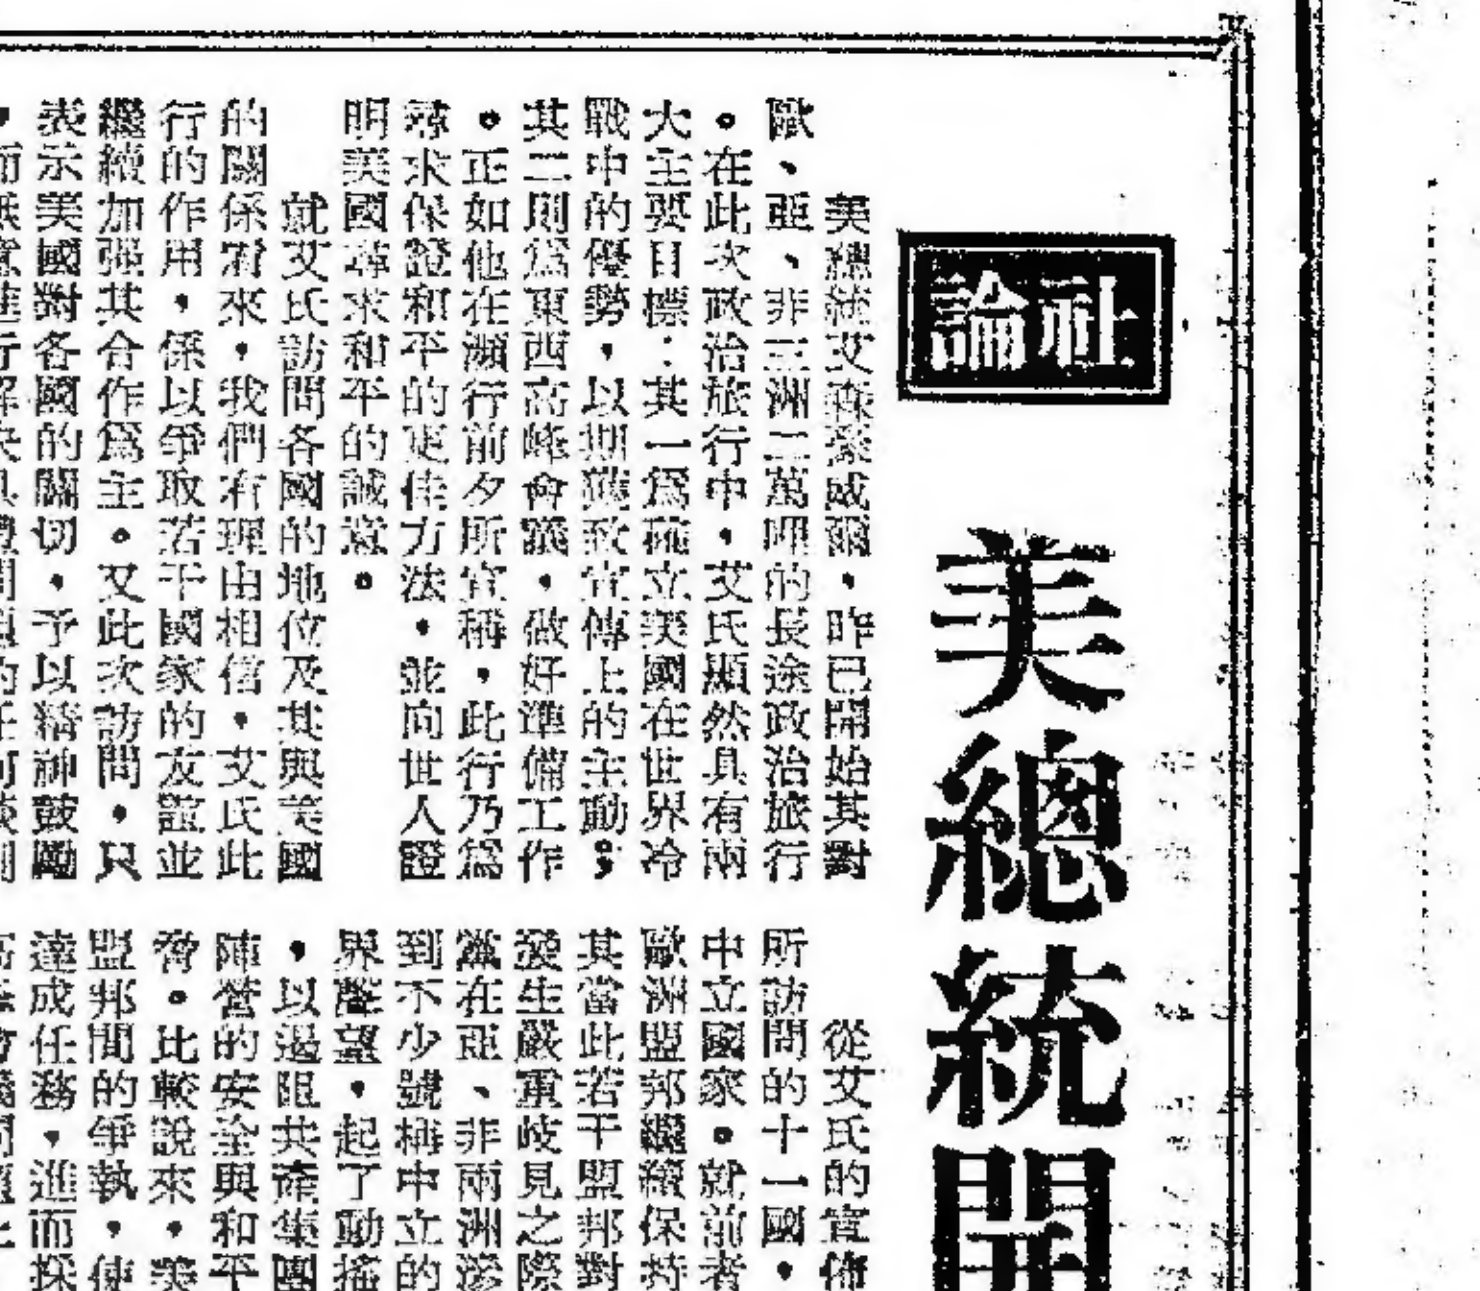 社論
美總統開
美總統艾森豪威爾，昨已開始其對
歐、亞、非三洲二萬哩的長途政治旅行
。在此次政治旅行中，艾氏顯然具有兩
大主要目標：其一爲確立美國在世界冷
戰中的優勢，以期獲致宣傳上的主動；
其二則爲東西高峰會議，做好準備工作
。正如他在瀕行前夕所宣稱，此行乃爲
尋求保證和平的更佳方法，並向世人證
明美國尋求和平的誠意。
就艾氏訪問各國的地位及其與美國
的關係看來，我們有理由相信，艾氏此
行的作用，係以爭取若干國家的友誼並
繼續加强其合作爲主。又此次訪問，只
表示美國對各國的關切，予以精神鼓勵
從艾氏的宣佈
所訪問的十一國，
中立國家。就前者
歐洲盟邦繼續保持
其當此若干盟邦對
發生嚴重歧見之際
黨在亞、非兩洲滲
到不少號稱中立的
界聲望，起了動搖
，以遏阻共產集團
陣營的安全與和平
脅。比較說來，美
盟邦間的爭執，使
達成任務，進而採